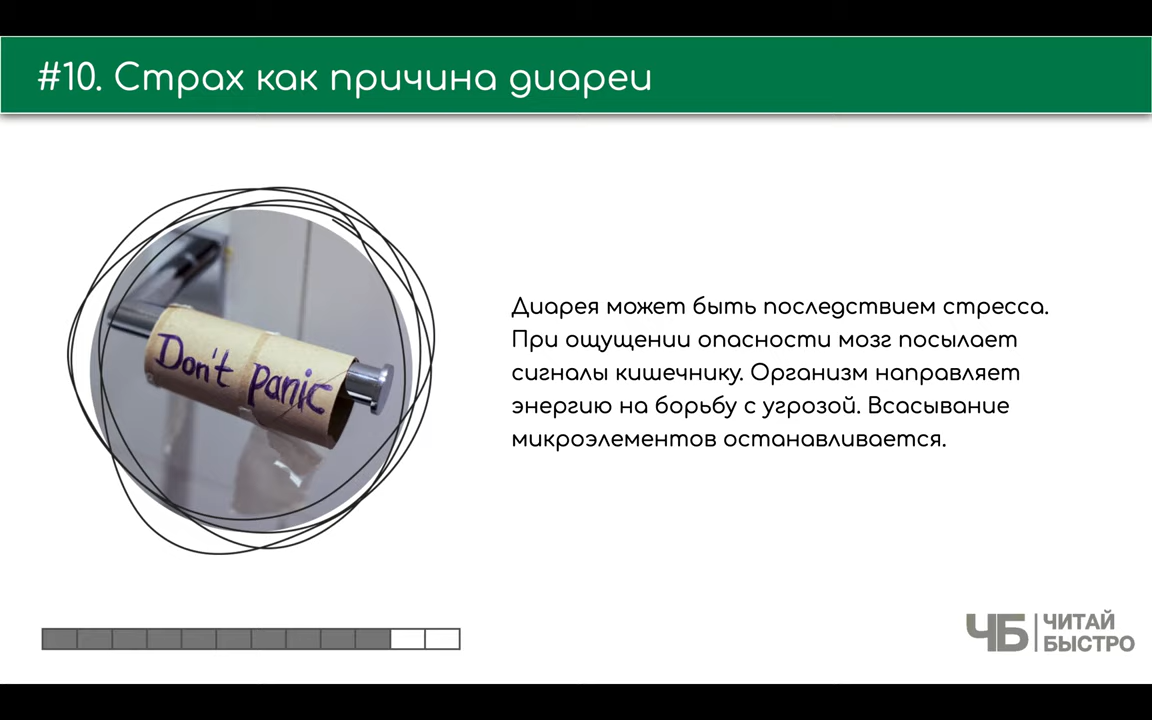 #10. Страх как причина диареи
Don't panic
Диарея может быть последствием стресса.
При ощущении опасности мозг посылает
сигналы кишечнику. Организм направляет
энергию на борьбу с угрозой. Всасывание
микроэлементов останавливается.
ЧБ
ЧИТАЙ
БЫСТРО